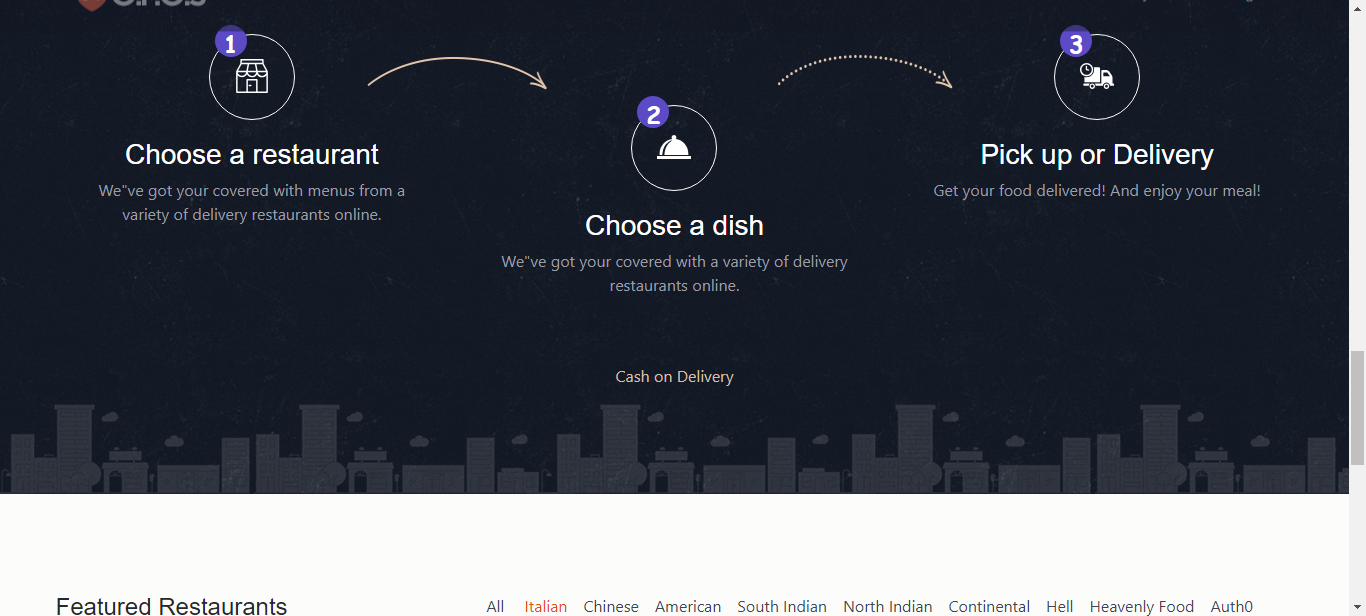 1
Choose a restaurant
We"ve got your covered with menus from a
variety of delivery restaurants online.
2
Choose a dish
We"ve got your covered with a variety of delivery
restaurants online.
3
Pick up or Delivery
Get your food delivered! And enjoy your meal!
Cash on Delivery
Featured Restaurants
All Italian Chinese American South Indian North Indian Continental Hell Heavenly Food Auth0